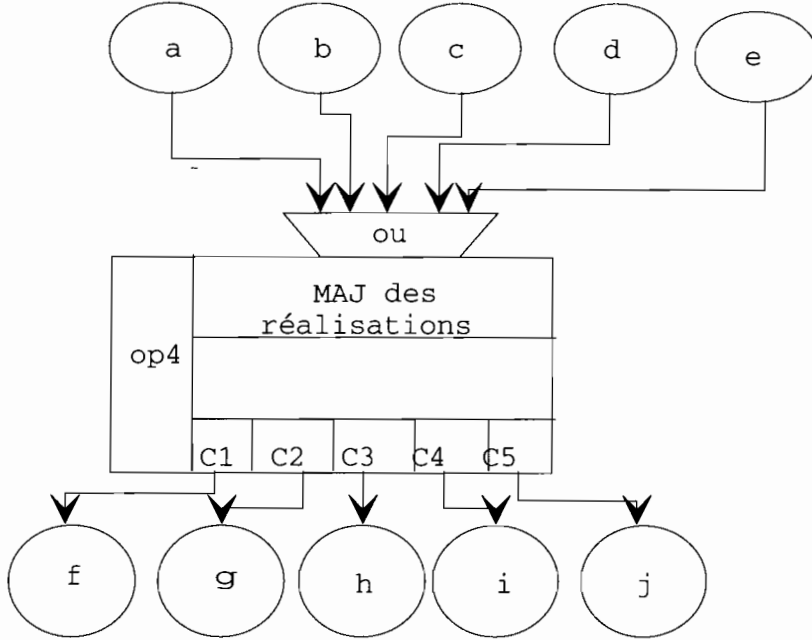 a b c d e
ou
MAJ des
réalisations
op4
C1 C2 C3 C4 C5
f g h i j